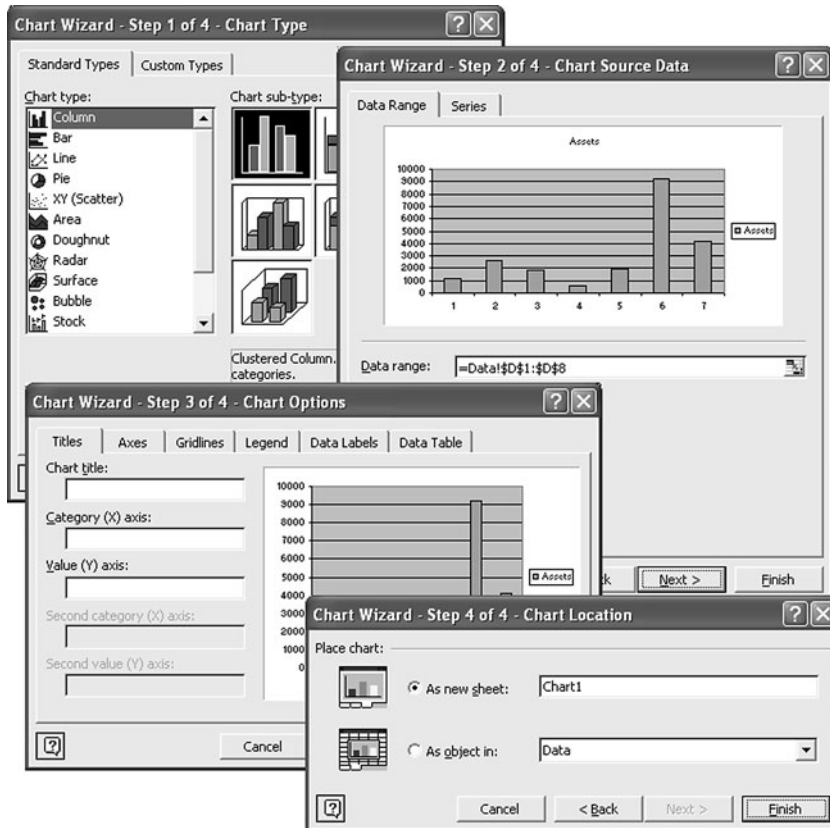 Chart Wizard - Step 1 of 4 - Chart Type
Standard Types
Custom Types
Chart type:
Column
Bar
Line
Pie
XY (Scatter)
Area
Doughnut
Radar
Surface
Bubble
Stock
Chart sub-type:
Clustered Column.
categories.
Chart Wizard - Step 2 of 4 - Chart Source Data
Data Range
Series
Assets
10000
9000
8000
7000
6000
5000
4000
3000
2000
1000
0
1 2 3 4 5 6 7
Assets
Data range:
=Data!$D$1:$D$8
Next >
Finish
Chart Wizard - Step 3 of 4 - Chart Options
Titles
Axes
Gridlines
Legend
Data Labels
Data Table
Chart title:
Category (X) axis:
Value (Y) axis:
Second category (X) axis:
Second value (Y) axis:
10000
9000
8000
7000
6000
5000
4000
3000
2000
1000
0
Assets
Cancel
Chart Wizard - Step 4 of 4 - Chart Location
Place chart:
As new sheet:
Chart1
As object in:
Data
Cancel
< Back
Next >
Finish